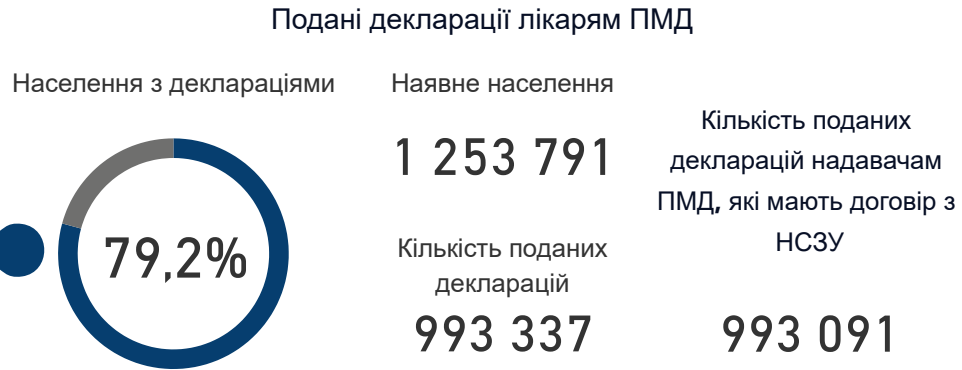 Подані декларації лікарям ПМД
Населення з деклараціями
79,2%
Наявне населення
1 253 791
Кількість поданих
декларацій
993 337
Кількість поданих
декларацій надавачам
ПМД, які мають договір з
НСЗУ
993 091